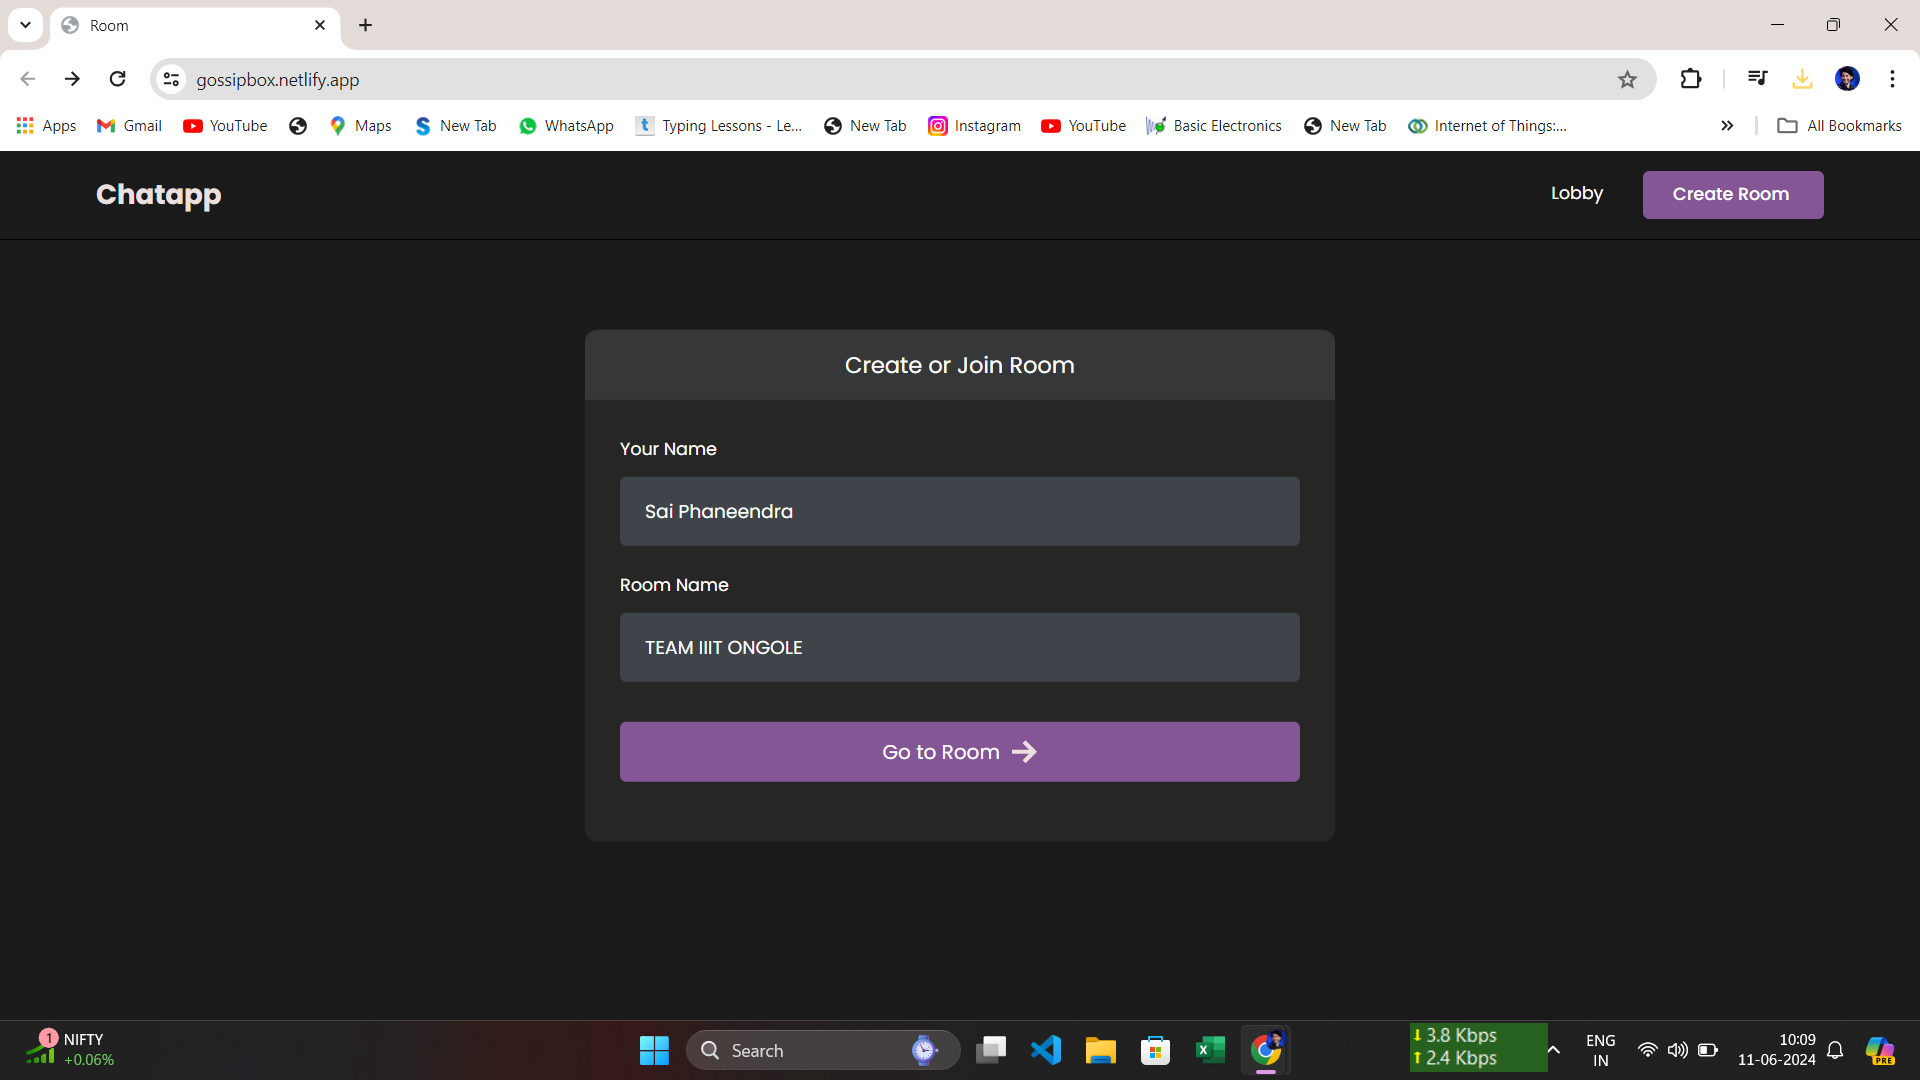 Room
gossipbox.netlify.app
Apps Gmail YouTube Maps New Tab WhatsApp Typing Lessons - Le... New Tab Instagram YouTube Basic Electronics New Tab Internet of Things:... All Bookmarks
Chatapp
Lobby
Create Room
Create or Join Room
Your Name
Sai Phaneendra
Room Name
TEAM IIIT ONGOLE
Go to Room
1
NIFTY
+0.06%
Search
3.8 Kbps
2.4 Kbps
ENG
IN
10:09
11-06-2024
PRE